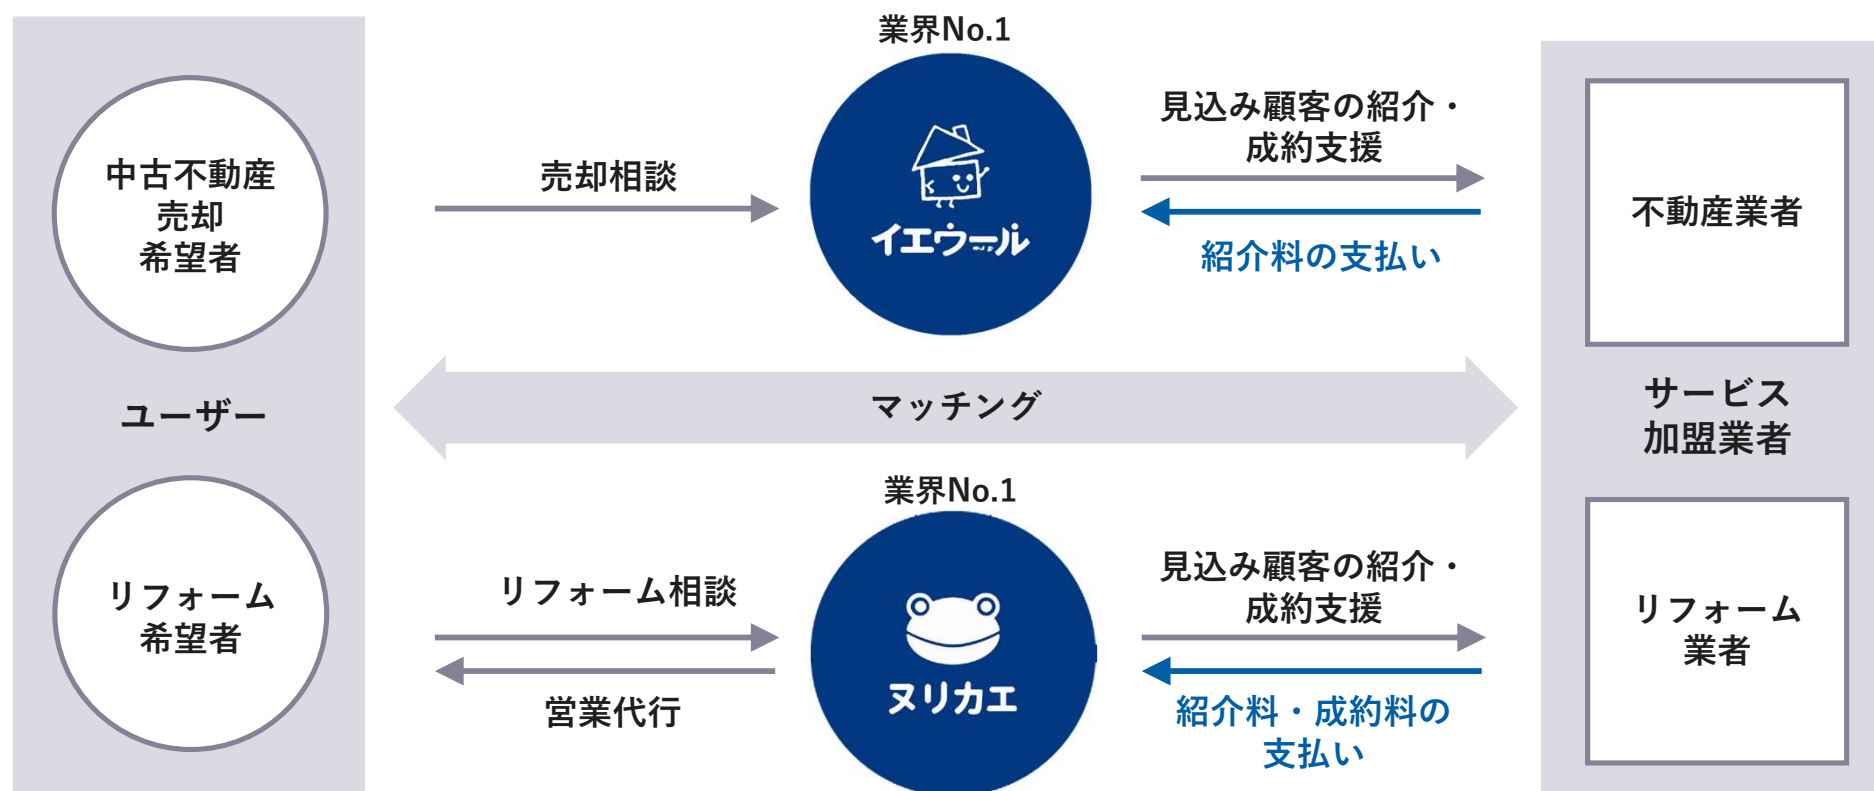 業界No.1
中古不動産
売却
希望者
売却相談
イエウール
見込み顧客の紹介・
成約支援
紹介料の支払い
不動産業者
ユーザー
マッチング
サービス
加盟業者
業界No.1
リフォーム
希望者
リフォーム相談
営業代行
ヌリカエ
見込み顧客の紹介・
成約支援
紹介料・成約料の
支払い
リフォーム
業者